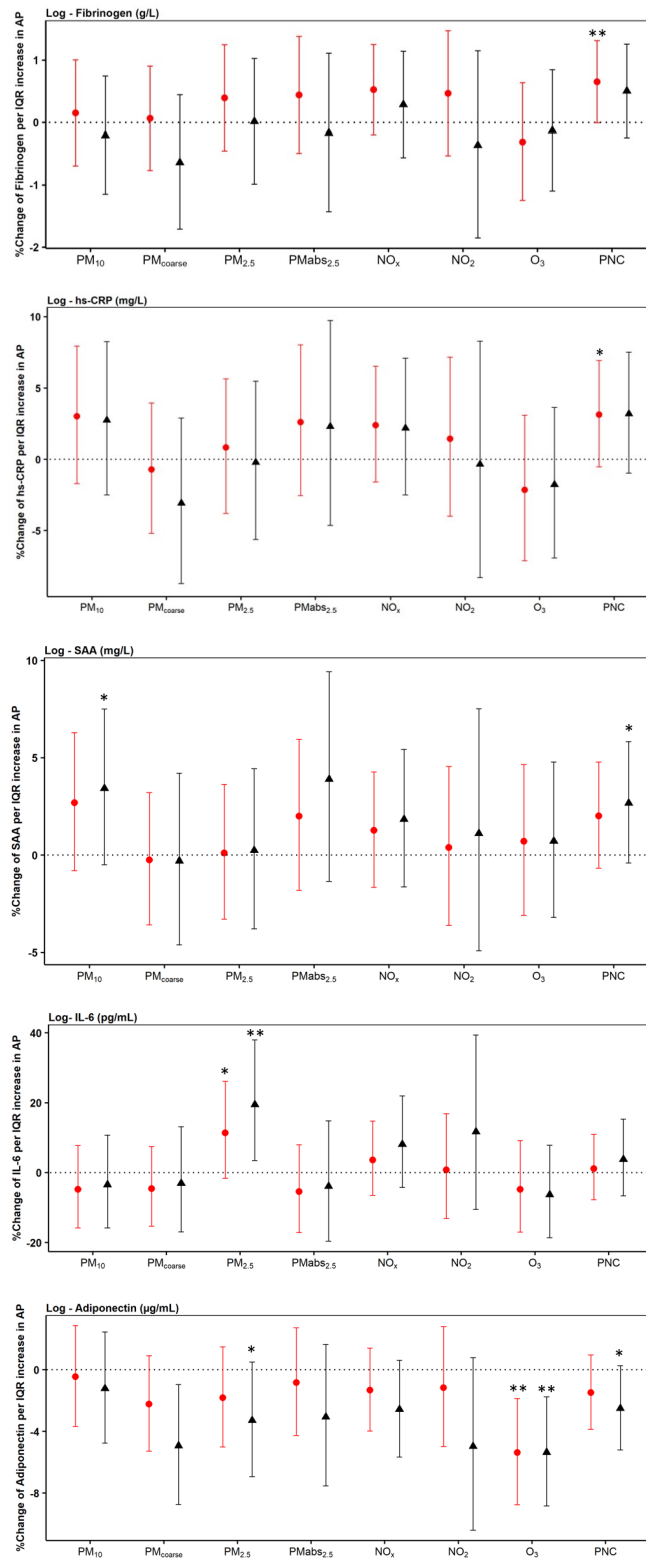 Log - Fibrinogen (g/L)
%Change of Fibrinogen per IQR increase in AP
**
1
0
-1
-2
PM₁₀ PMcoarse PM₂.₅ PMabs₂.₅ NOₓ NO₂ O₃ PNC
Log - hs-CRP (mg/L)
%Change of hs-CRP per IQR increase in AP
10
*
5
0
-5
PM₁₀ PMcoarse PM₂.₅ PMabs₂.₅ NOₓ NO₂ O₃ PNC
Log - SAA (mg/L)
%Change of SAA per IQR increase in AP
10
* *
5
0
-5
PM₁₀ PMcoarse PM₂.₅ PMabs₂.₅ NOₓ NO₂ O₃ PNC
Log- IL-6 (pg/mL)
%Change of IL-6 per IQR increase in AP
40
* **
20
0
-20
PM₁₀ PMcoarse PM₂.₅ PMabs₂.₅ NOₓ NO₂ O₃ PNC
Log - Adiponectin (µg/mL)
%Change of Adiponectin per IQR increase in AP
0
* ** ** *
-4
-8
PM₁₀ PMcoarse PM₂.₅ PMabs₂.₅ NOₓ NO₂ O₃ PNC